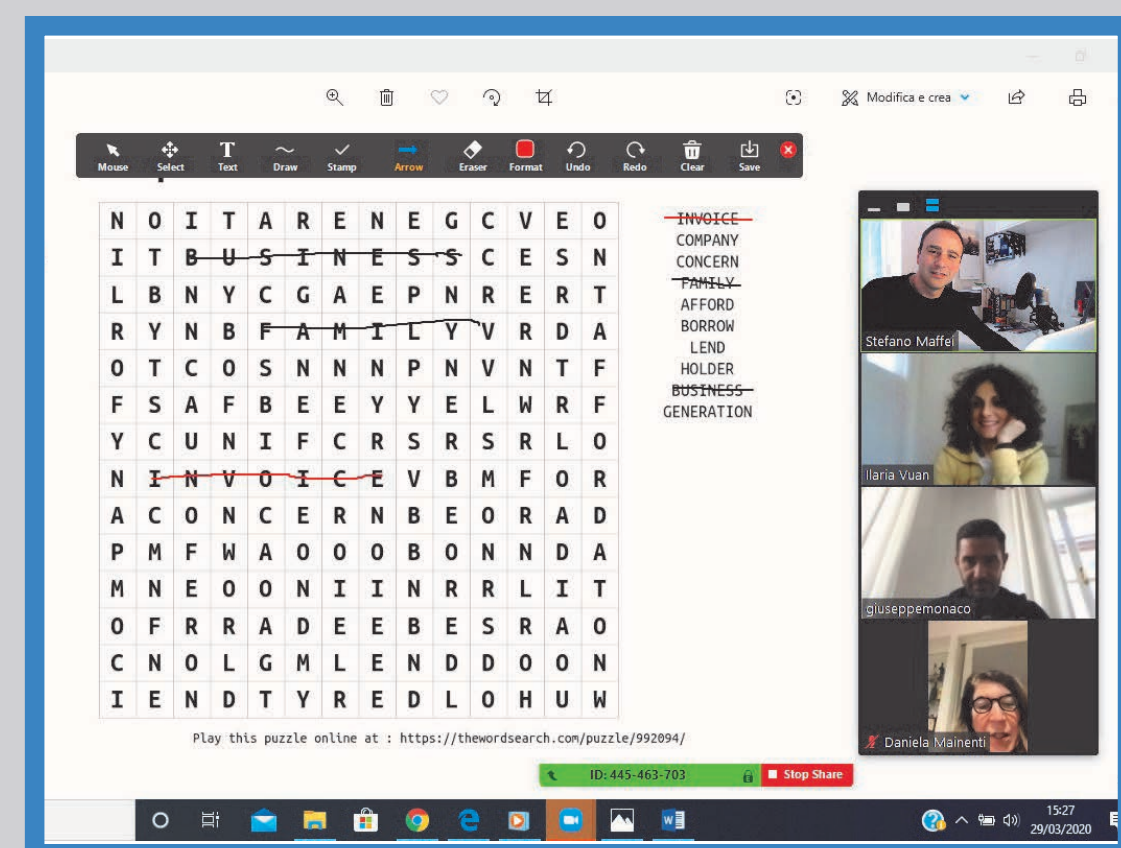 Modifica e crea
Mouse Select Text Draw Stamp Arrow Eraser Format Undo Redo Clear Save
N O I T A R E N E G C V E O
I T B U S I N E S S C E S N
L B N Y C G A E P N R E R T
R Y N B F A M I L Y V R D A
O T C O S N N N P N V N T F
F S A F B E E Y Y E L W R F
Y C U N I F C R S R S R L O
N I N V O I C E V B M F O R
A C O N C E R N B E O R A D
P M F W A O O O B O N N D A
M N E O O N I I N R R L I T
O F R R A D E E B E S R A O
C N O L G M L E N D D O O N
I E N D T Y R E D L O H U W
INVOICE
COMPANY
CONCERN
FAMILY
AFFORD
BORROW
LEND
HOLDER
BUSINESS
GENERATION
Play this puzzle online at : https://thewordsearch.com/puzzle/992094/
Stefano Maffei
Ilaria Vuan
giuseppemonaco
Daniela Mainenti
ID: 445-463-703
Stop Share
15:27
29/03/2020